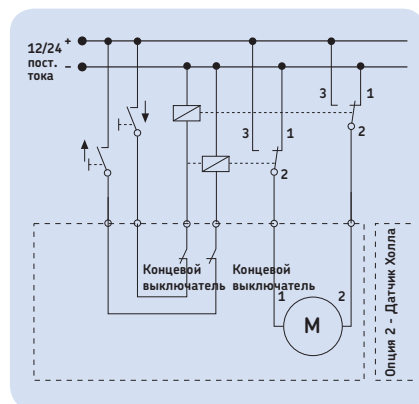 +
12/24
–
пост.
тока
3
1
2
3
1
2
Концевой
выключатель
Концевой
выключатель
1
2
М
Опция 2 - Датчик Холла